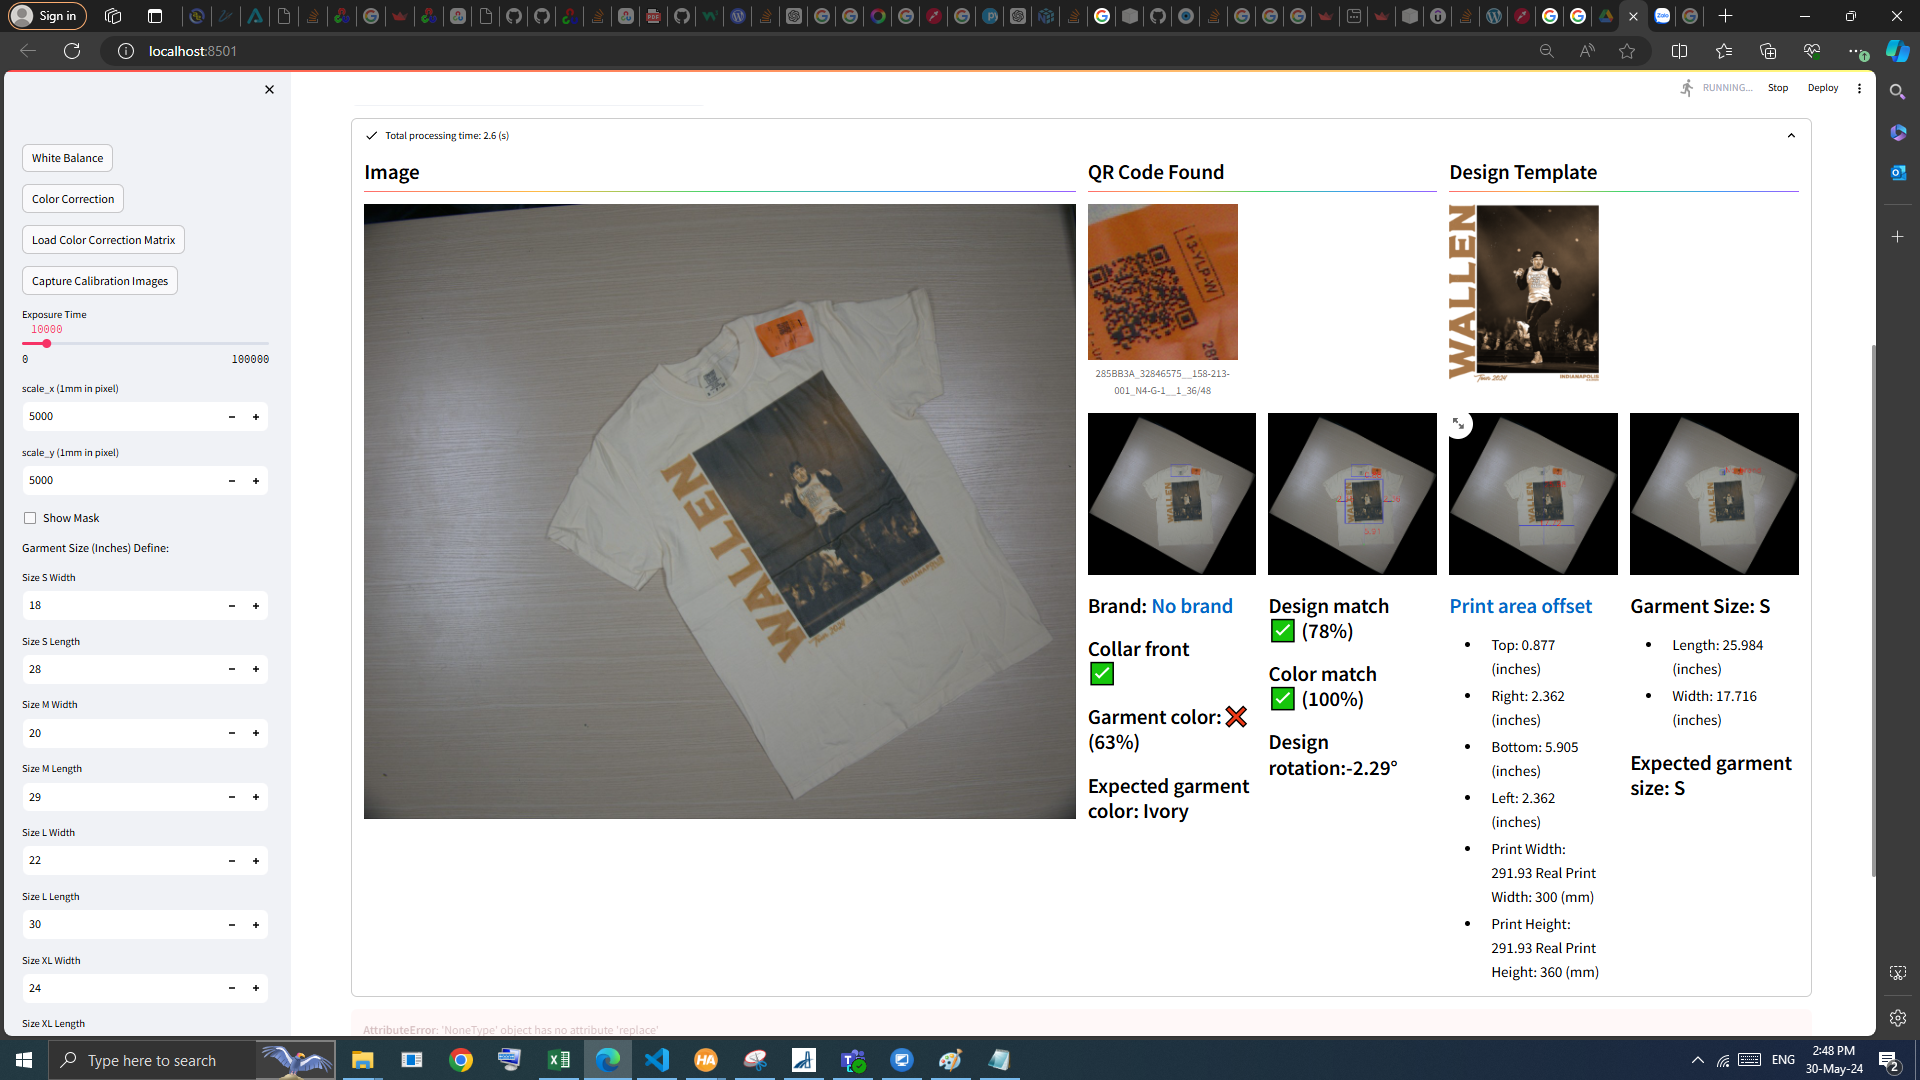 Sign in
localhost:8501
RUNNING...
Stop
Deploy
White Balance
Color Correction
Load Color Correction Matrix
Capture Calibration Images
Exposure Time
10000
0
100000
scale_x (1mm in pixel)
5000
scale_y (1mm in pixel)
5000
Show Mask
Garment Size (Inches) Define:
Size S Width
18
Size S Length
28
Size M Width
20
Size M Length
29
Size L Width
22
Size L Length
30
Size XL Width
24
Size XL Length
Total processing time: 2.6 (s)
Image
WALLEN
Tour 2024
INDIANAPOLIS
QR Code Found
13-YLPW
285BB3A_32846575__158-213-
001_N4-G-1__1_36/48
Design Template
WALLEN
Tour 2024
INDIANAPOLIS
Brand: No brand
Collar front
Garment color:
(63%)
Expected garment
color: Ivory
Design match
(78%)
Color match
(100%)
Design
rotation:-2.29°
Print area offset
Top: 0.877
(inches)
Right: 2.362
(inches)
Bottom: 5.905
(inches)
Left: 2.362
(inches)
Print Width:
291.93 Real Print
Width: 300 (mm)
Print Height:
291.93 Real Print
Height: 360 (mm)
Garment Size: S
Length: 25.984
(inches)
Width: 17.716
(inches)
Expected garment
size: S
AttributeError: 'NoneType' object has no attribute 'replace'
Type here to search
ENG
2:48 PM
30-May-24
2